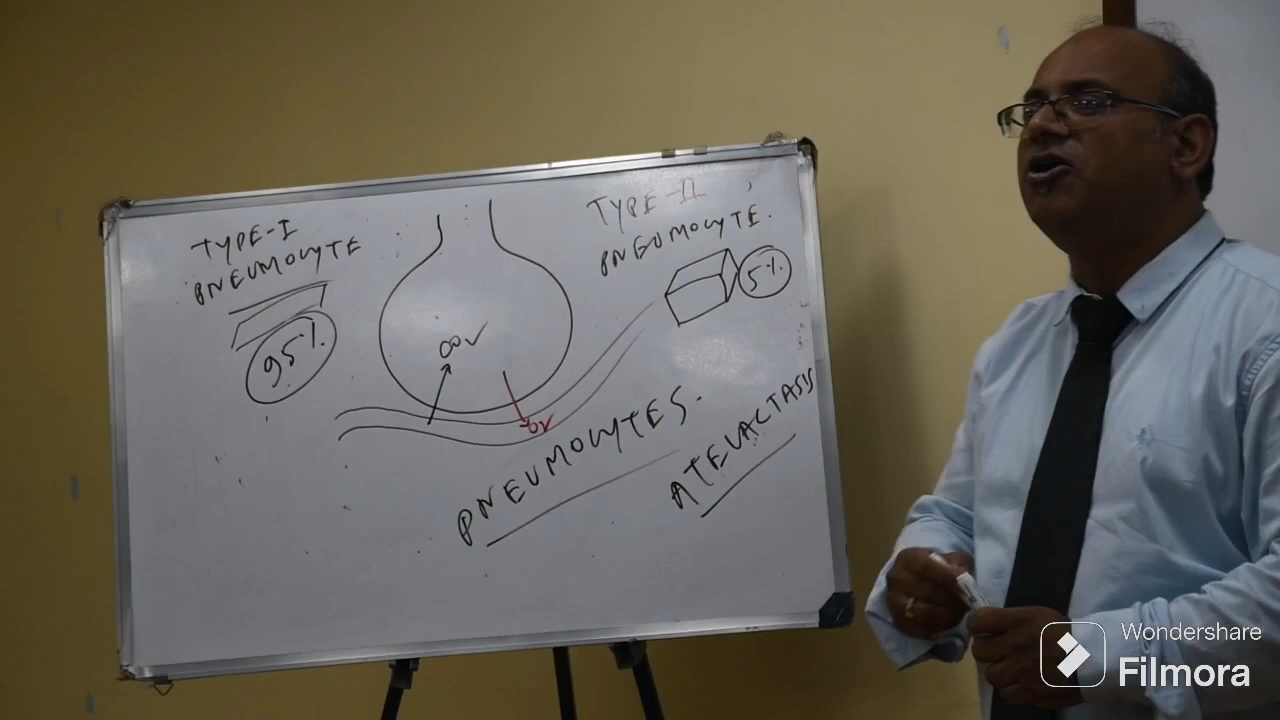 TYPE-I
PNEUMOCYTE
95%
CO2
O2
TYPE-II
PNEUMOCYTE.
5%
PNEUMOCYTES.
ATELACTASIS
Wondershare
Filmora